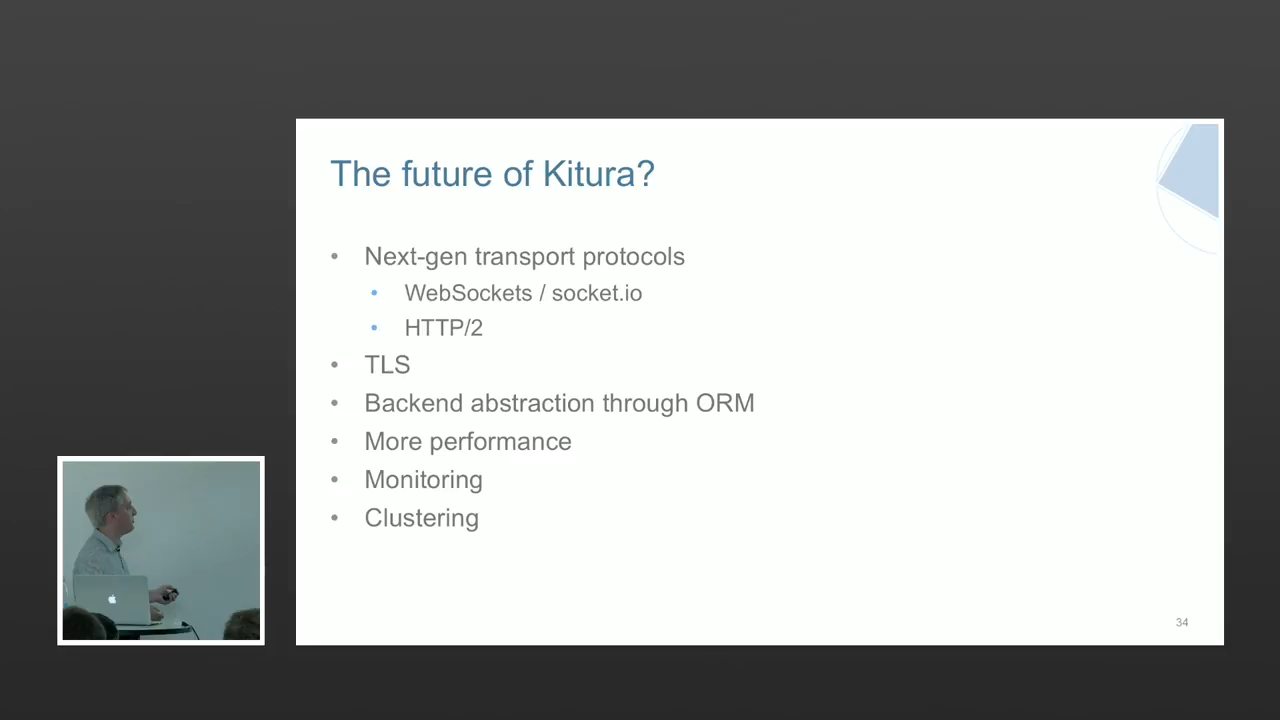 The future of Kitura?
• Next-gen transport protocols
• WebSockets / socket.io
• HTTP/2
• TLS
• Backend abstraction through ORM
• More performance
• Monitoring
• Clustering
34